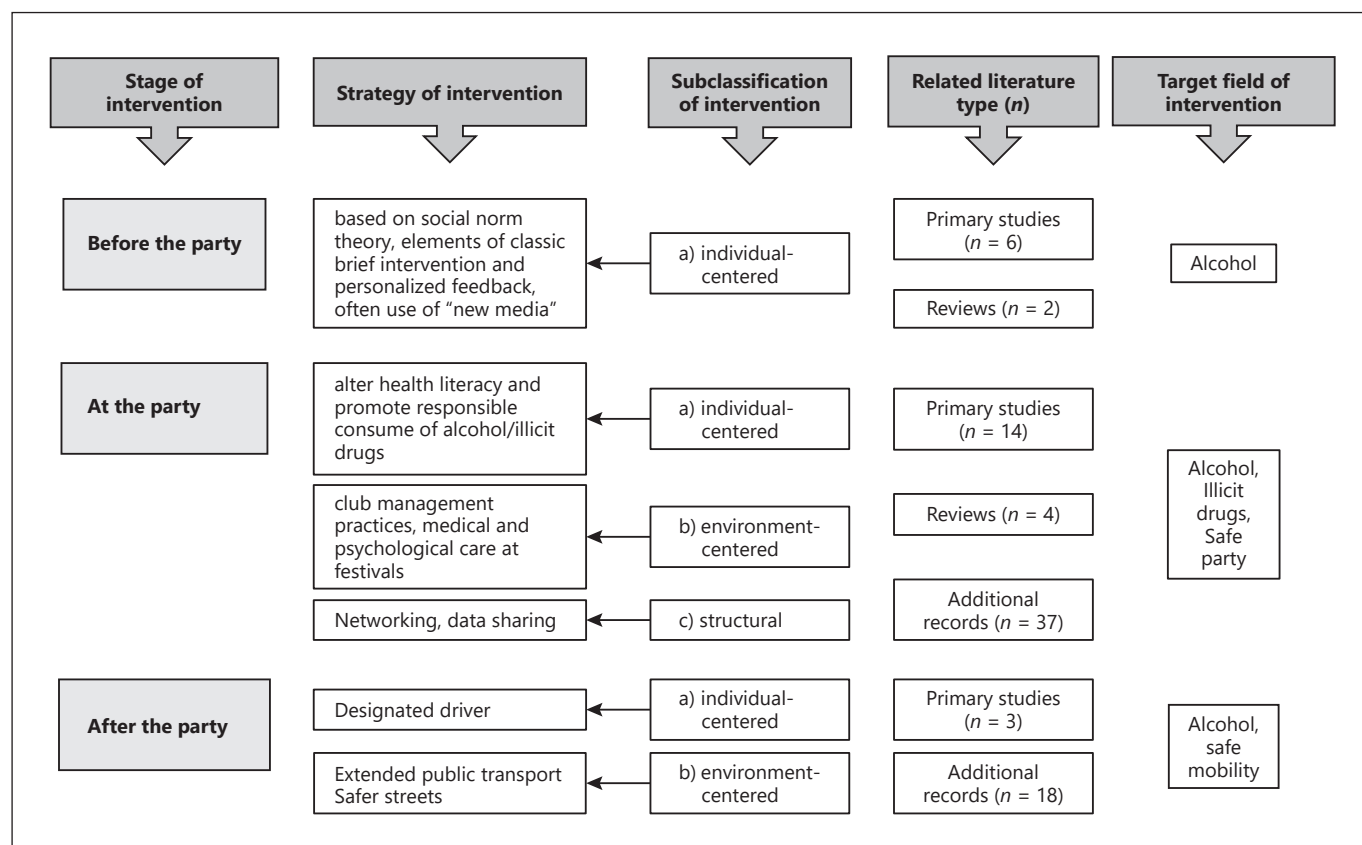 Stage of
intervention
Strategy of intervention
Subclassification
of intervention
Related literature
type (n)
Target field of
intervention
Before the party
based on social norm
theory, elements of classic
brief intervention and
personalized feedback,
often use of “new media”
a) individual-
centered
Primary studies
(n = 6)
Reviews (n = 2)
Alcohol
At the party
alter health literacy and
promote responsible
consume of alcohol/illicit
drugs
a) individual-
centered
Primary studies
(n = 14)
club management
practices, medical and
psychological care at
festivals
b) environment-
centered
Reviews (n = 4)
Networking, data sharing
c) structural
Additional
records (n = 37)
Alcohol,
Illicit
drugs,
Safe
party
After the party
Designated driver
a) individual-
centered
Primary studies
(n = 3)
Extended public transport
Safer streets
b) environment-
centered
Additional
records (n = 18)
Alcohol,
safe
mobility